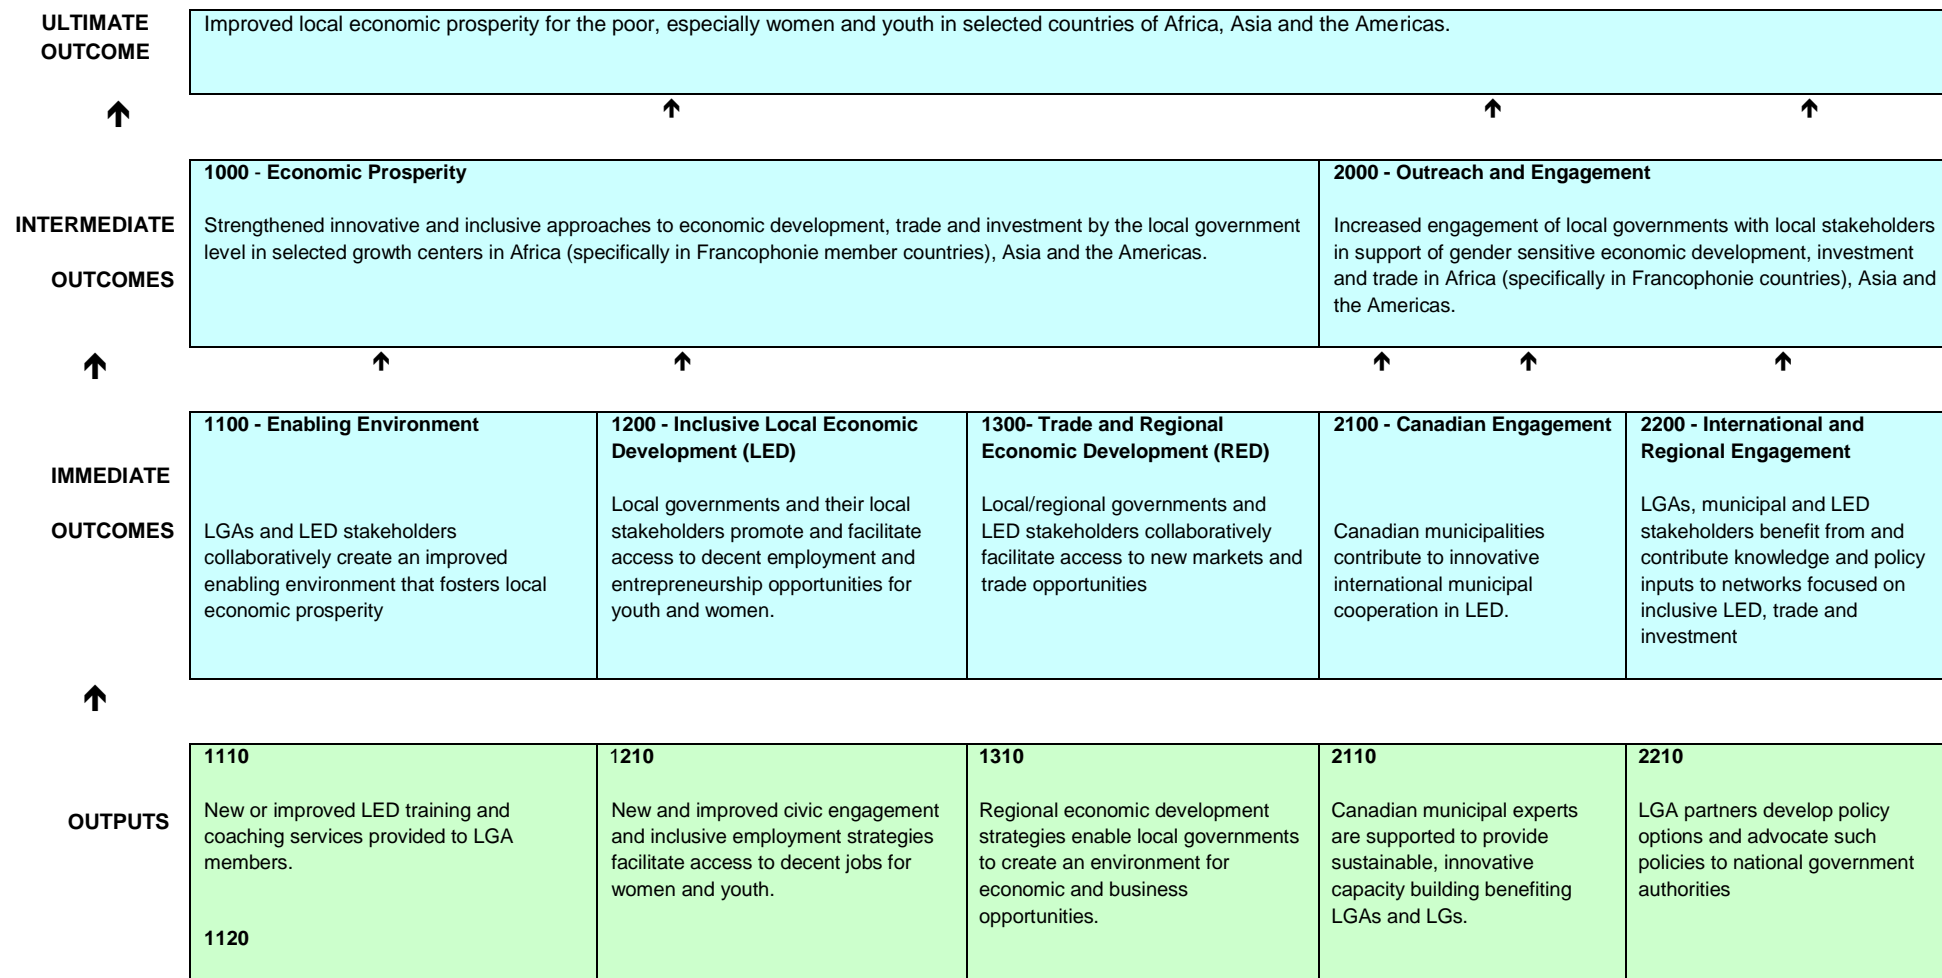 ULTIMATE
OUTCOME
Improved local economic prosperity for the poor, especially women and youth in selected countries of Africa, Asia and the Americas.
INTERMEDIATE
OUTCOMES
1000 - Economic Prosperity
Strengthened innovative and inclusive approaches to economic development, trade and investment by the local government
level in selected growth centers in Africa (specifically in Francophonie member countries), Asia and the Americas.
2000 - Outreach and Engagement
Increased engagement of local governments with local stakeholders
in support of gender sensitive economic development, investment
and trade in Africa (specifically in Francophonie countries), Asia and
the Americas.
IMMEDIATE
OUTCOMES
1100 - Enabling Environment
LGAs and LED stakeholders
collaboratively create an improved
enabling environment that fosters local
economic prosperity
1200 - Inclusive Local Economic
Development (LED)
Local governments and their local
stakeholders promote and facilitate
access to decent employment and
entrepreneurship opportunities for
youth and women.
1300- Trade and Regional
Economic Development (RED)
Local/regional governments and
LED stakeholders collaboratively
facilitate access to new markets and
trade opportunities
2100 - Canadian Engagement
Canadian municipalities
contribute to innovative
international municipal
cooperation in LED.
2200 - International and
Regional Engagement
LGAs, municipal and LED
stakeholders benefit from and
contribute knowledge and policy
inputs to networks focused on
inclusive LED, trade and
investment
OUTPUTS
1110
New or improved LED training and
coaching services provided to LGA
members.
1120
1210
New and improved civic engagement
and inclusive employment strategies
facilitate access to decent jobs for
women and youth.
1310
Regional economic development
strategies enable local governments
to create an environment for
economic and business
opportunities.
2110
Canadian municipal experts
are supported to provide
sustainable, innovative
capacity building benefiting
LGAs and LGs.
2210
LGA partners develop policy
options and advocate such
policies to national government
authorities